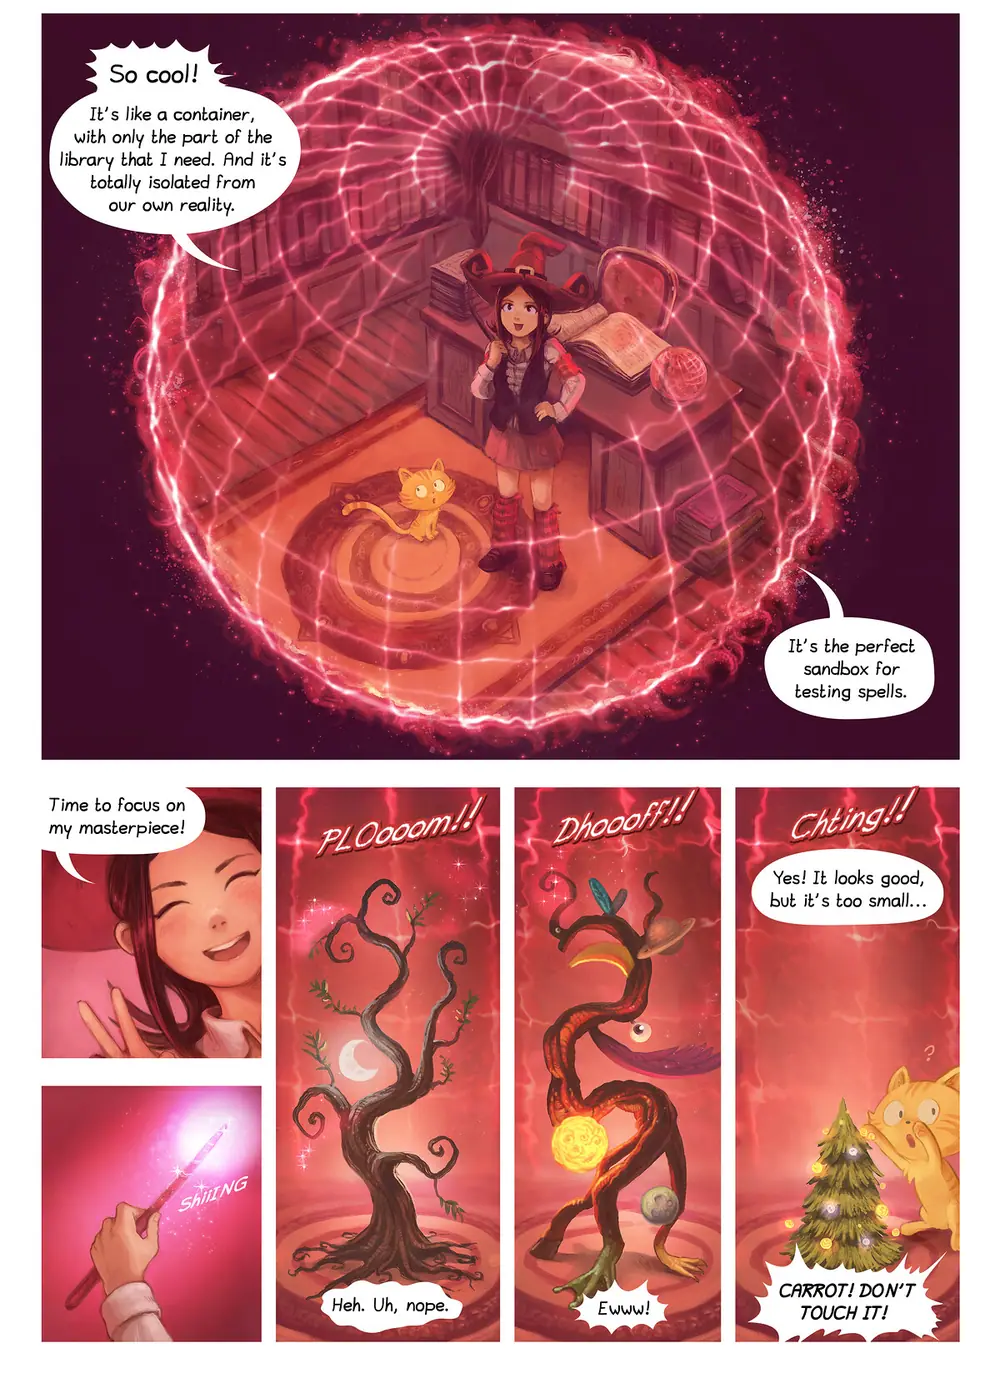 So cool!
It's like a container,
with only the part of the
library that I need. And it's
totally isolated from
our own reality.
It's the perfect
sandbox for
testing spells.
Time to focus on
my masterpiece!
ShiiING
PLOooom!!
Heh. Uh, nope.
Dhoooff!!
Ewww!
Chting!!
Yes! It looks good,
but it's too small...
?
CARROT! DON'T
TOUCH IT!